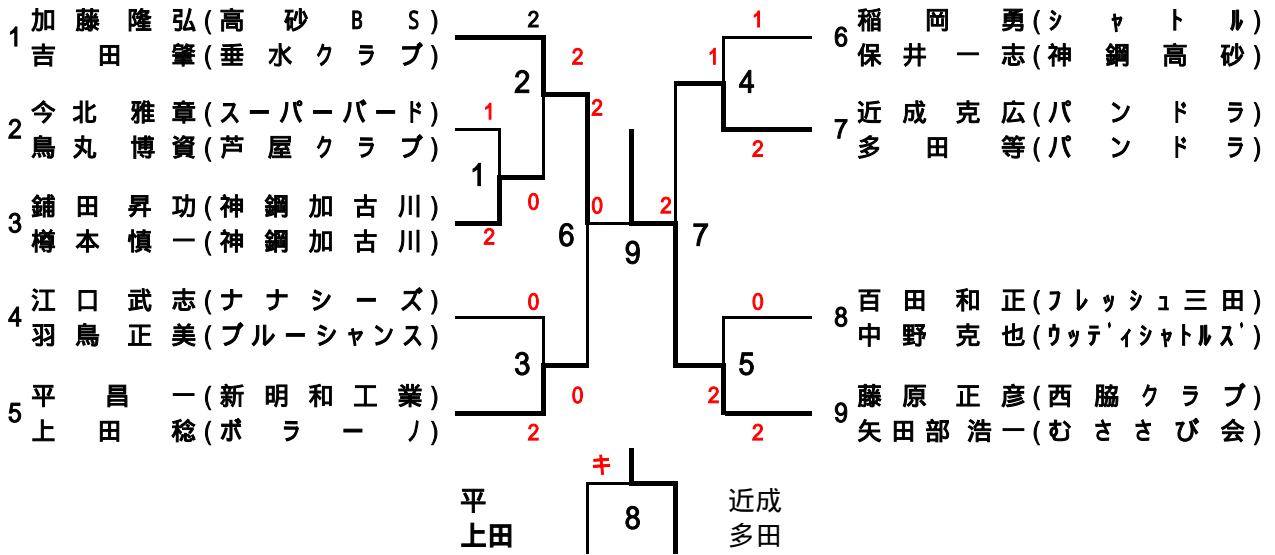 1
加藤隆弘(高砂BS)
吉田肇(垂水クラブ)
2
今北雅章(スーパーバード)
鳥丸博資(芦屋クラブ)
3
鋪田昇功(神鋼加古川)
樽本慎一(神鋼加古川)
4
江口武志(ナナシーズ)
羽鳥正美(ブルーシャンス)
5
平昌一(新明和工業)
上田稔(ボラーノ)
2
2
2
2
1
1
0
2
0
6
0
3
0
2
9
2
7
1
1
4
2
0
5
2
2
6
稲岡勇(シャトル)
保井一志(神鋼高砂)
7
近成克広(パンドラ)
多田等(パンドラ)
8
百田和正(フレッシュ三田)
中野克也(ウッディシャトルズ)
9
藤原正彦(西脇クラブ)
矢田部浩一(むささび会)
キ
平
上田
8
近成
多田